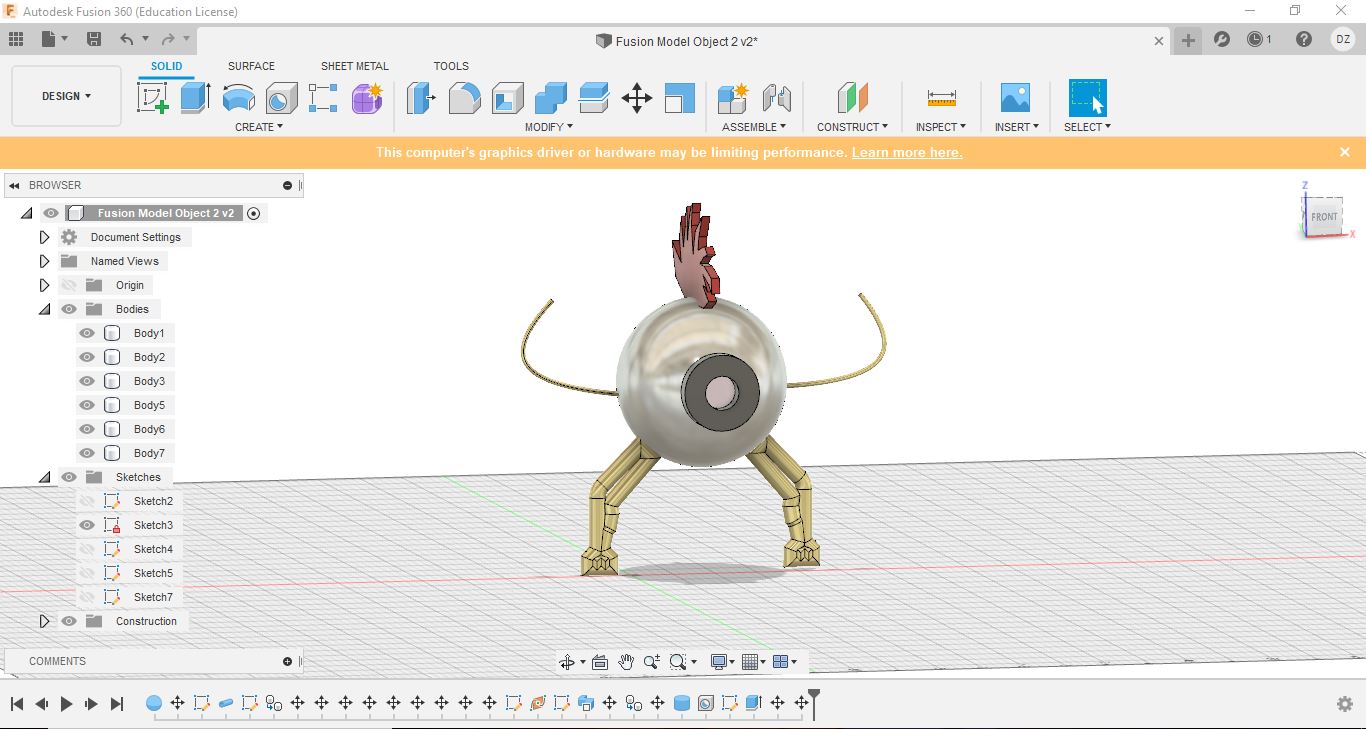 Autodesk Fusion 360 (Education License)
Fusion Model Object 2 v2*
1
DZ
DESIGN
SOLID SURFACE SHEET METAL TOOLS
CREATE MODIFY ASSEMBLE CONSTRUCT INSPECT INSERT SELECT
This computer's graphics driver or hardware may be limiting performance. Learn more here.
BROWSER
Fusion Model Object 2 v2
Document Settings
Named Views
Origin
Bodies
Body1
Body2
Body3
Body5
Body6
Body7
Sketches
Sketch2
Sketch3
Sketch4
Sketch5
Sketch7
Construction
COMMENTS
Z
FRONT
X